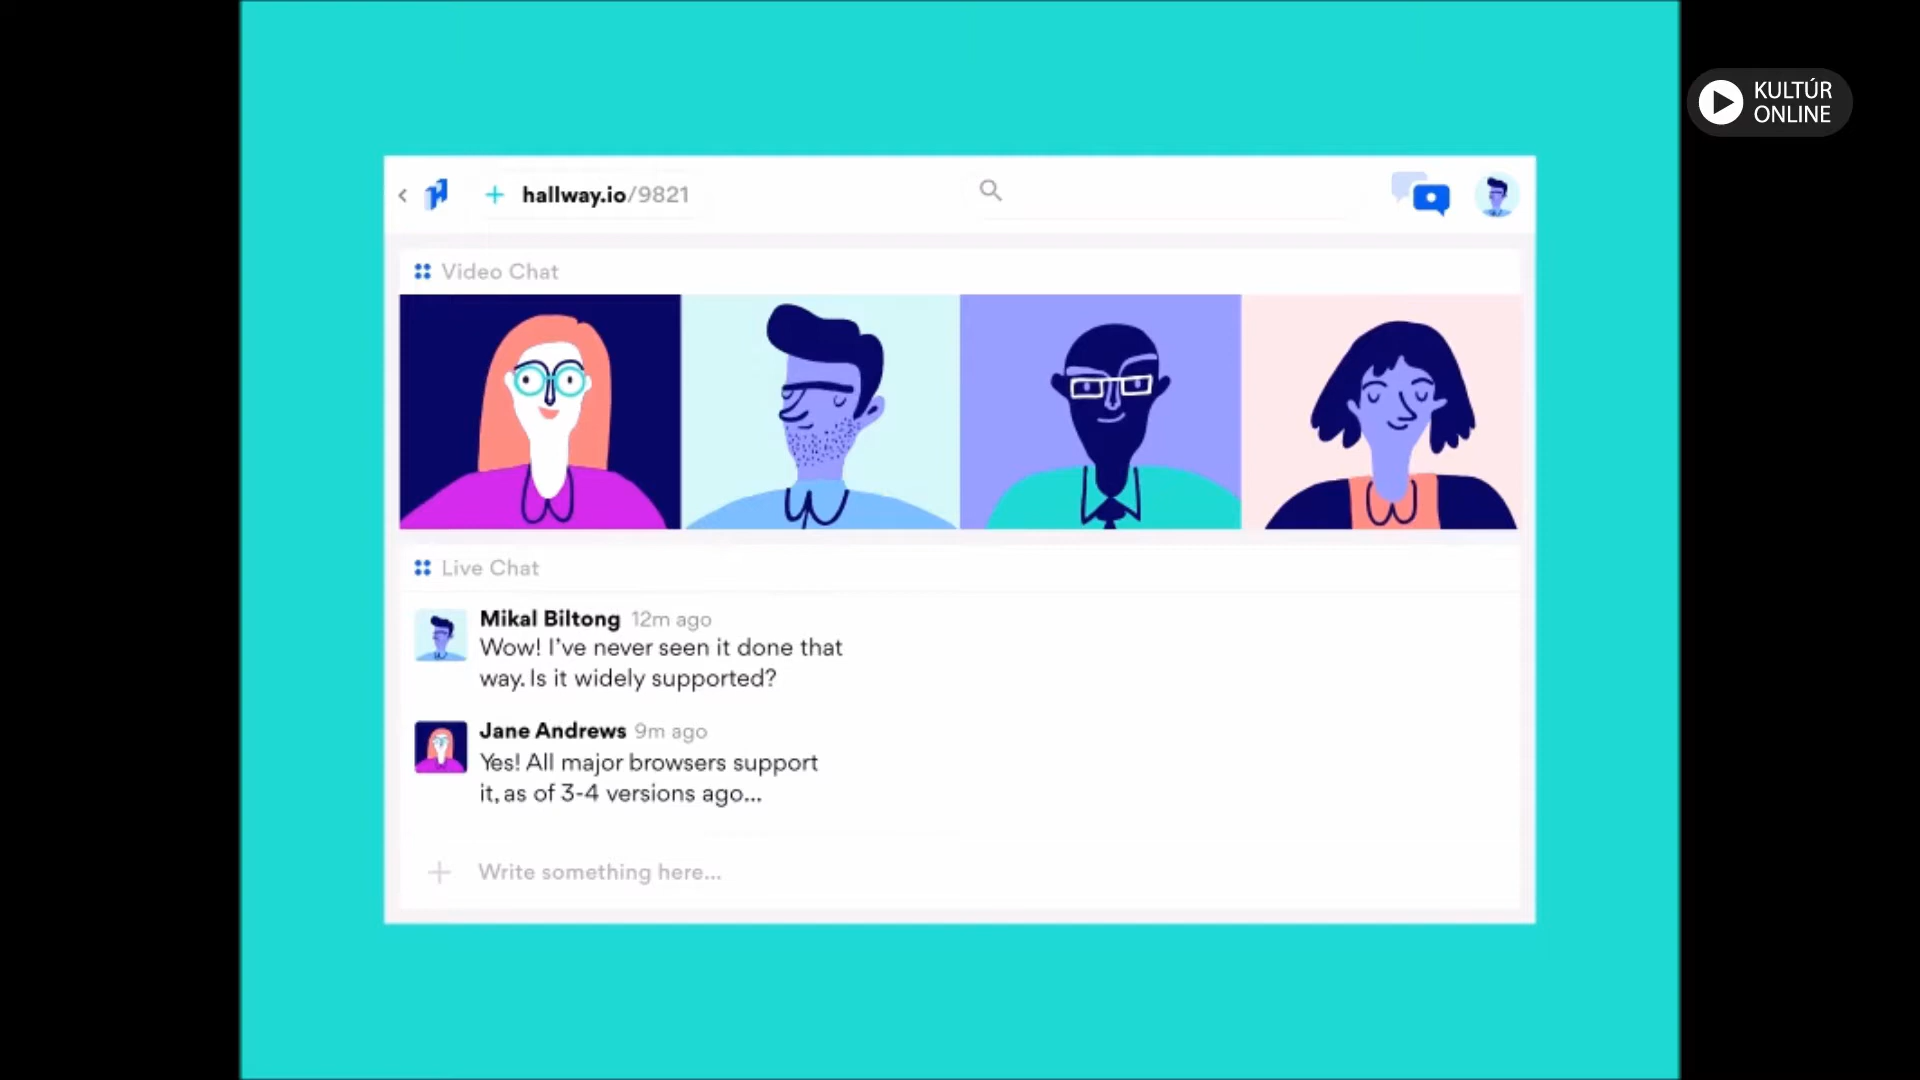 KULTÚR
ONLINE
hallway.io/9821
Video Chat
Live Chat
Mikal Biltong 12m ago
Wow! I've never seen it done that
way. Is it widely supported?
Jane Andrews 9m ago
Yes! All major browsers support
it, as of 3-4 versions ago...
Write something here...